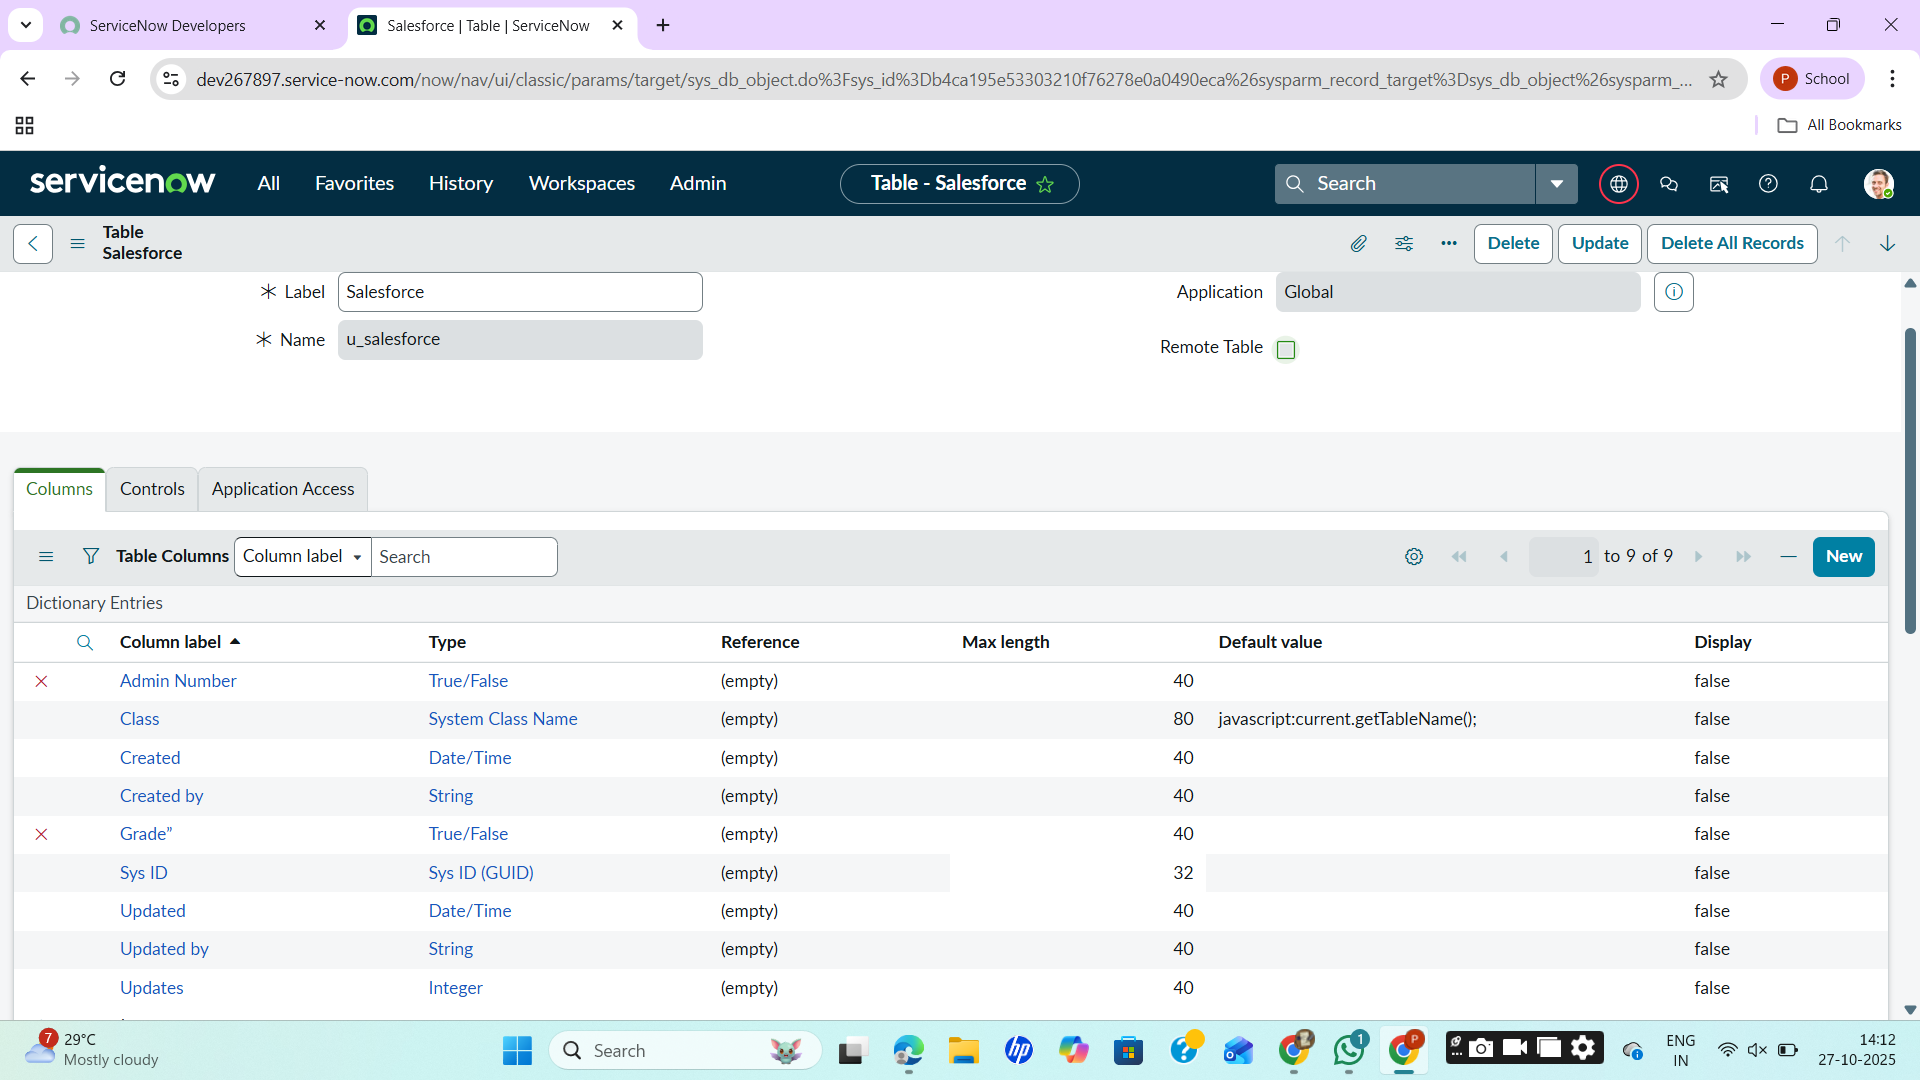 ServiceNow Developers
Salesforce | Table | ServiceNow
dev267897.service-now.com/now/nav/ui/classic/params/target/sys_db_object.do%3Fsys_id%3Db4ca195e53303210f76278e0a0490eca%26sysparm_record_target%3Dsys_db_object%26sysparm_...
P School
All Bookmarks
servicenow All Favorites History Workspaces Admin Table - Salesforce Search
Table
Salesforce
Delete Update Delete All Records
Label Salesforce Application Global
Name u_salesforce Remote Table
Columns Controls Application Access
Table Columns Column label Search 1 to 9 of 9 New
Dictionary Entries
Column label Type Reference Max length Default value Display
Admin Number True/False (empty) 40 false
Class System Class Name (empty) 80 javascript:current.getTableName(); false
Created Date/Time (empty) 40 false
Created by String (empty) 40 false
Grade” True/False (empty) 40 false
Sys ID Sys ID (GUID) (empty) 32 false
Updated Date/Time (empty) 40 false
Updated by String (empty) 40 false
Updates Integer (empty) 40 false
7 29°C
Mostly cloudy
Search
hp
1
P
ENG
IN
14:12
27-10-2025